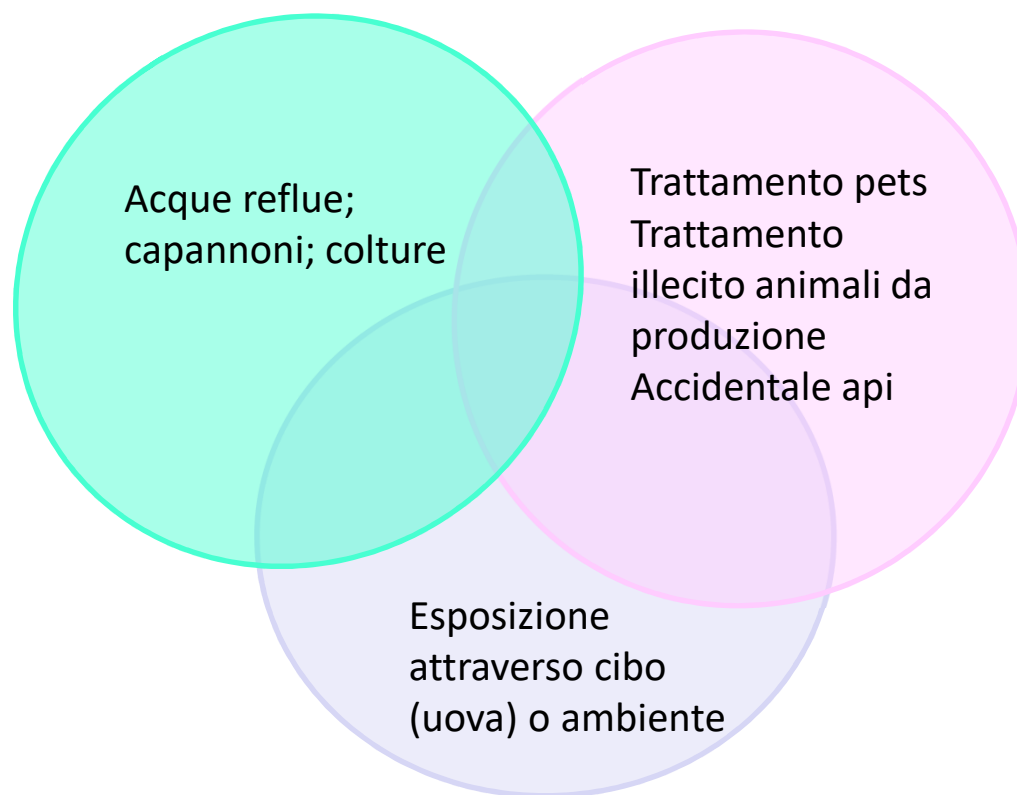 Acque reflue;
capannoni; colture
Trattamento pets
Trattamento
illecito animali da
produzione
Accidentale api
Esposizione
attraverso cibo
(uova) o ambiente